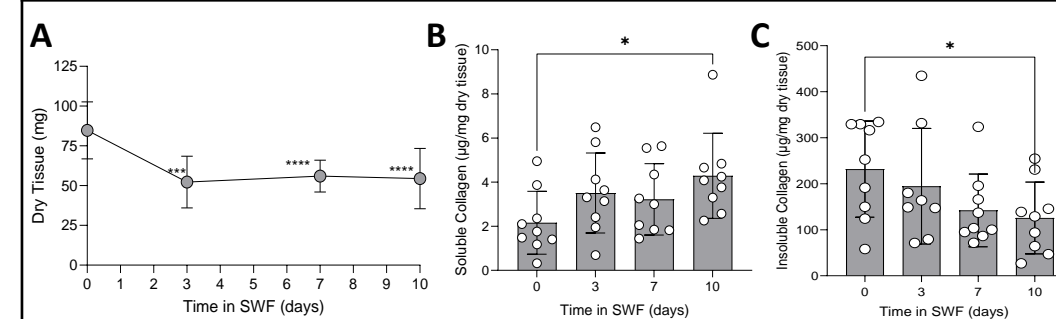 A
Dry Tissue (mg)
125
100
75
50
25
0
***
****
****
0 1 2 3 4 5 6 7 8 9 10
Time in SWF (days)
B
Soluble Collagen (µg/mg dry tissue)
10
8
6
4
2
0
*
0 3 7 10
Time in SWF (days)
C
Insoluble Collagen (µg/mg dry tissue)
500
400
300
200
100
0
*
0 3 7 10
Time in SWF (days)